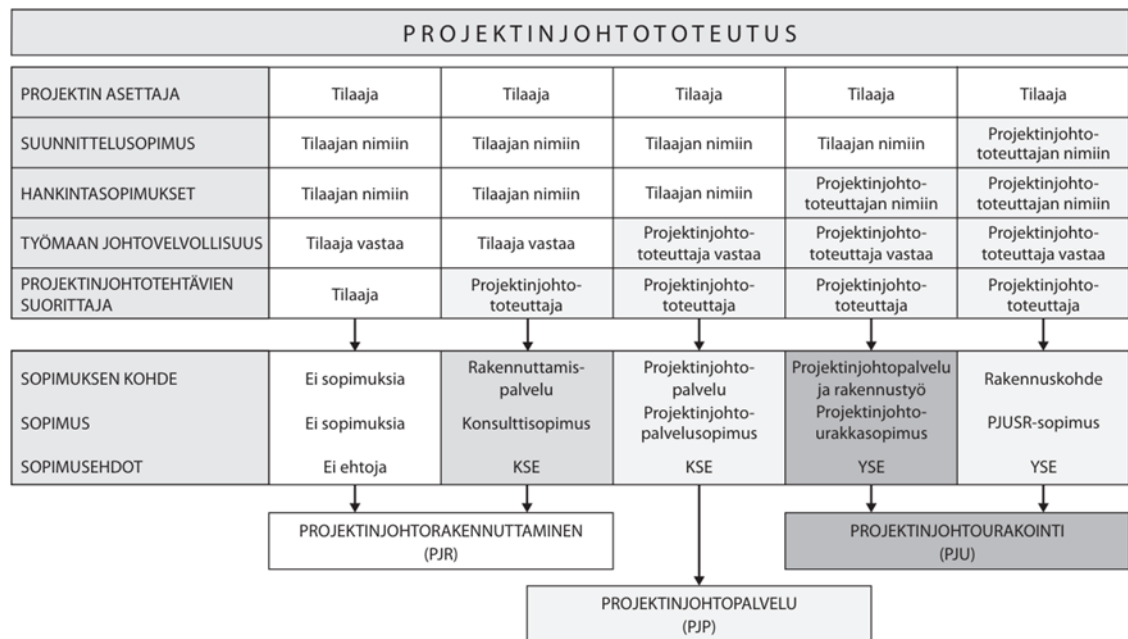 PROJEKTINJOHTOTOTEUTUS
PROJEKTIN ASETTAJA
Tilaaja
Tilaaja
Tilaaja
Tilaaja
Tilaaja
SUUNNITTELUSOPIMUS
Tilaajan nimiin
Tilaajan nimiin
Tilaajan nimiin
Tilaajan nimiin
Projektinjohto-
toteuttajan nimiin
HANKINTASOPIMUKSET
Tilaajan nimiin
Tilaajan nimiin
Tilaajan nimiin
Projektinjohto-
toteuttajan nimiin
Projektinjohto-
toteuttajan nimiin
TYÖMAAN JOHTOVELVOLLISUUS
Tilaaja vastaa
Tilaaja vastaa
Projektinjohto-
toteuttaja vastaa
Projektinjohto-
toteuttaja vastaa
Projektinjohto-
toteuttaja vastaa
PROJEKTINJOHTOTEHTÄVIEN
SUORITTAJA
Tilaaja
Projektinjohto-
toteuttaja
Projektinjohto-
toteuttaja
Projektinjohto-
toteuttaja
Projektinjohto-
toteuttaja
SOPIMUKSEN KOHDE
Ei sopimuksia
Rakennuttamis-
palvelu
Projektinjohto-
palvelu
Projektinjohtopalvelu
ja rakennustyö
Rakennuskohde
SOPIMUS
Ei sopimuksia
Konsulttisopimus
Projektinjohto-
palvelusopimus
Projektinjohto-
urakkasopimus
PJUSR-sopimus
SOPIMUSEHDOT
Ei ehtoja
KSE
KSE
YSE
YSE
PROJEKTINJOHTORAKENNUTTAMINEN
(PJR)
PROJEKTINJOHTOURAKOINTI
(PJU)
PROJEKTINJOHTOPALVELU
(PJP)